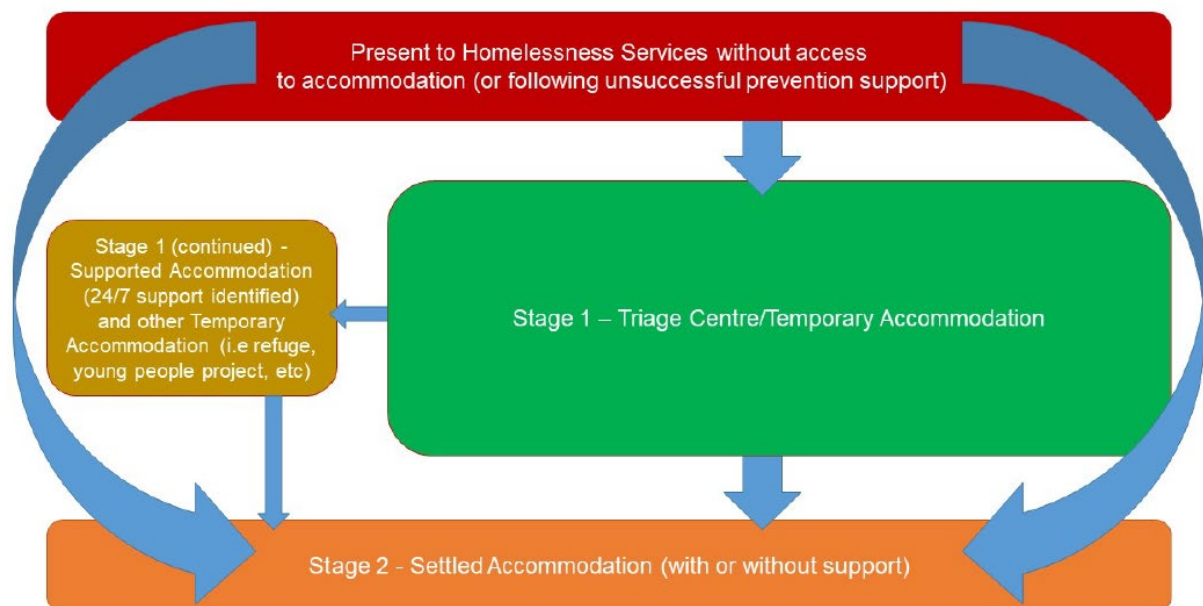 Present to Homelessness Services without access
to accommodation (or following unsuccessful prevention support)
Stage 1 (continued) -
Supported Accommodation
(24/7 support identified)
and other Temporary
Accommodation (i.e refuge,
young people project, etc)
Stage 1 – Triage Centre/Temporary Accommodation
Stage 2 - Settled Accommodation (with or without support)